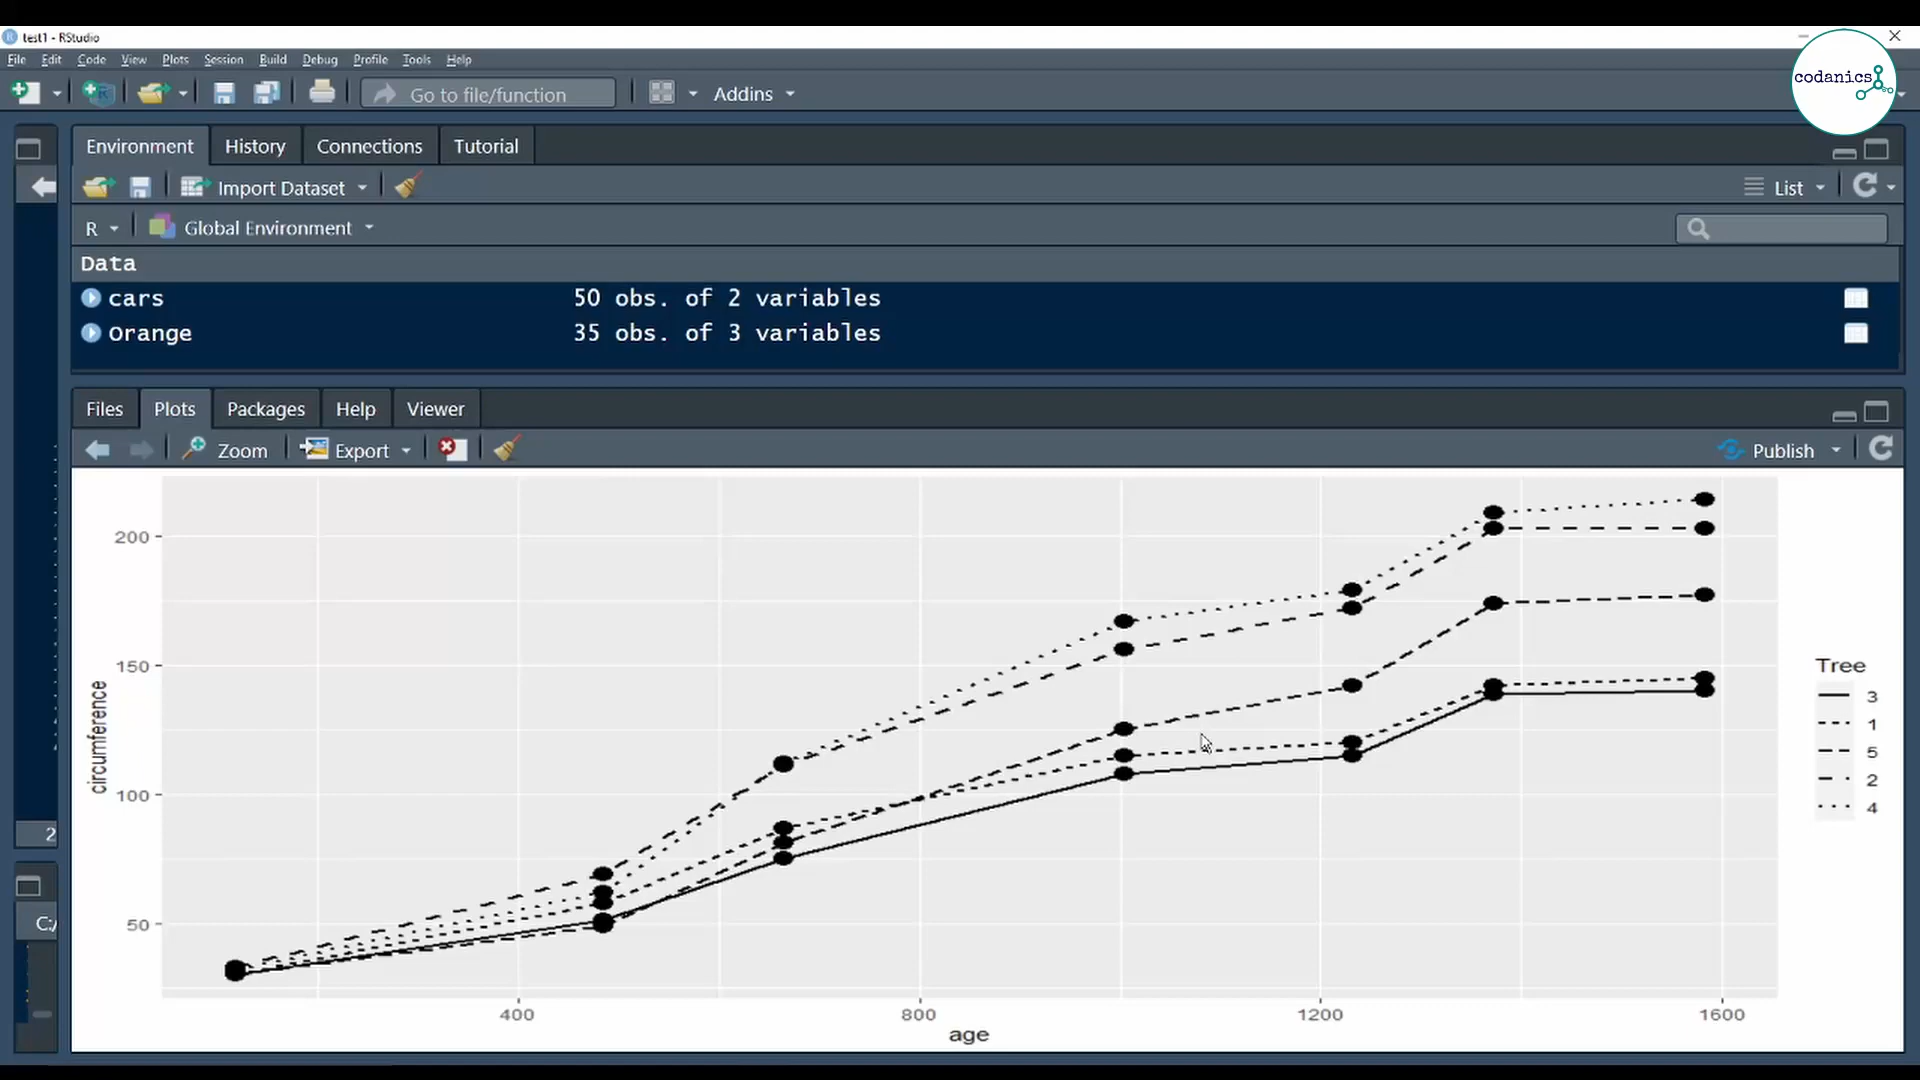 test1 - RStudio
File Edit Code View Plots Session Build Debug Profile Tools Help
Go to file/function Addins
codanics
Environment History Connections Tutorial
Import Dataset List
R Global Environment
Data
cars 50 obs. of 2 variables
Orange 35 obs. of 3 variables
Files Plots Packages Help Viewer
Zoom Export Publish
200
150
100
50
circumference
400 800 1200 1600
age
Tree
3
1
5
2
4
2
C:/